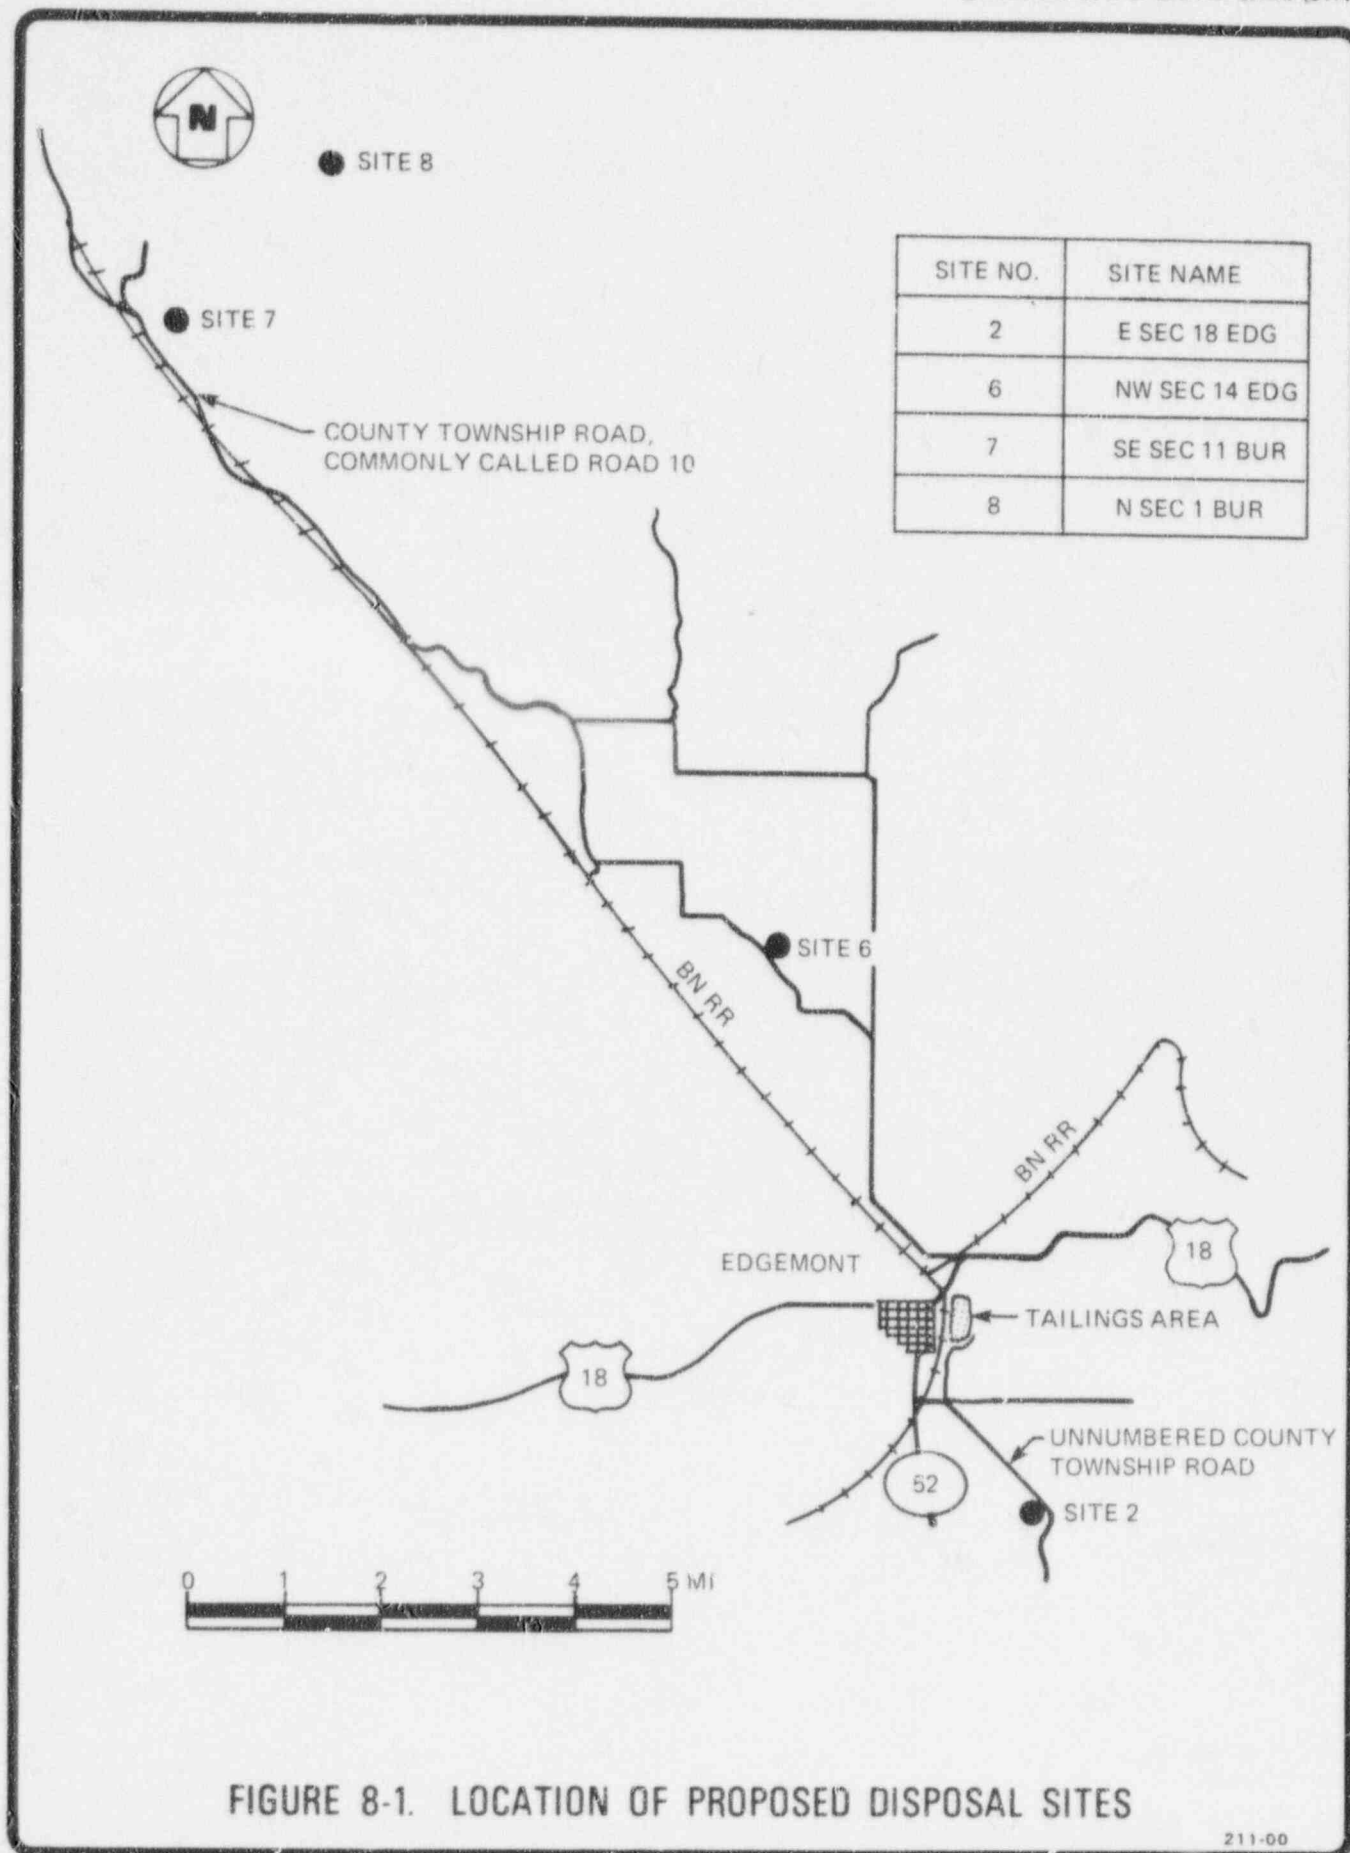 N
SITE 8
SITE 7
COUNTY TOWNSHIP ROAD,
COMMONLY CALLED ROAD 10
SITE NO. SITE NAME
2 E SEC 18 EDG
6 NW SEC 14 EDG
7 SE SEC 11 BUR
8 N SEC 1 BUR
SITE 6
BN RR
BN RR
18
EDGEMONT
TAILINGS AREA
18
UNNUMBERED COUNTY
TOWNSHIP ROAD
52
SITE 2
0 1 2 3 4 5 MI
FIGURE 8-1. LOCATION OF PROPOSED DISPOSAL SITES
211-00